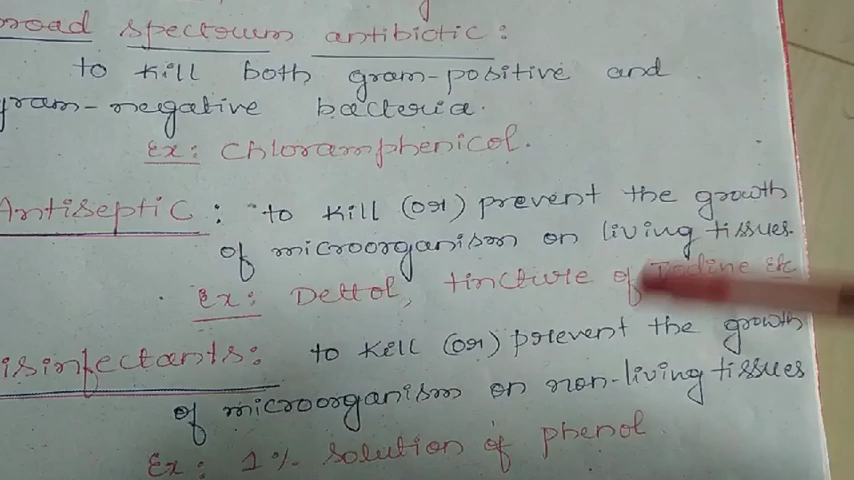 road spectrum antibiotic:
to kill both gram-positive and
gram-negative bacteria.
Ex: Chloramphenicol.
Antiseptic: to kill (or) prevent the growth
of microorganism on living tissues.
Ex: Dettol, tincture of Iodine Etc
isinfectants: to kill (or) prevent the growth
of microorganism on non-living tissues
Ex: 1% solution of phenol.